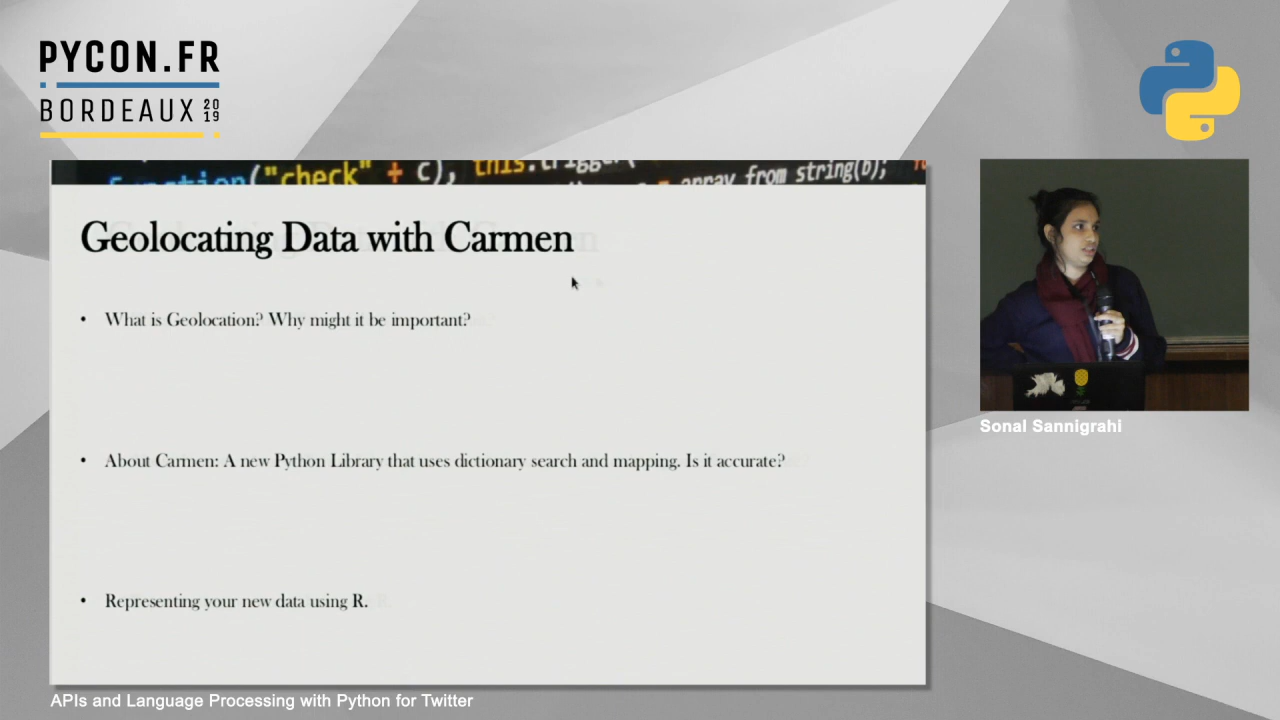 PYCON.FR
BORDEAUX 2019
function("check" + c), this.trigger(
array from string(b);
Geolocating Data with Carmen
• What is Geolocation? Why might it be important?
• About Carmen: A new Python Library that uses dictionary search and mapping. Is it accurate?
• Representing your new data using R.
Sonal Sannigrahi
APIs and Language Processing with Python for Twitter